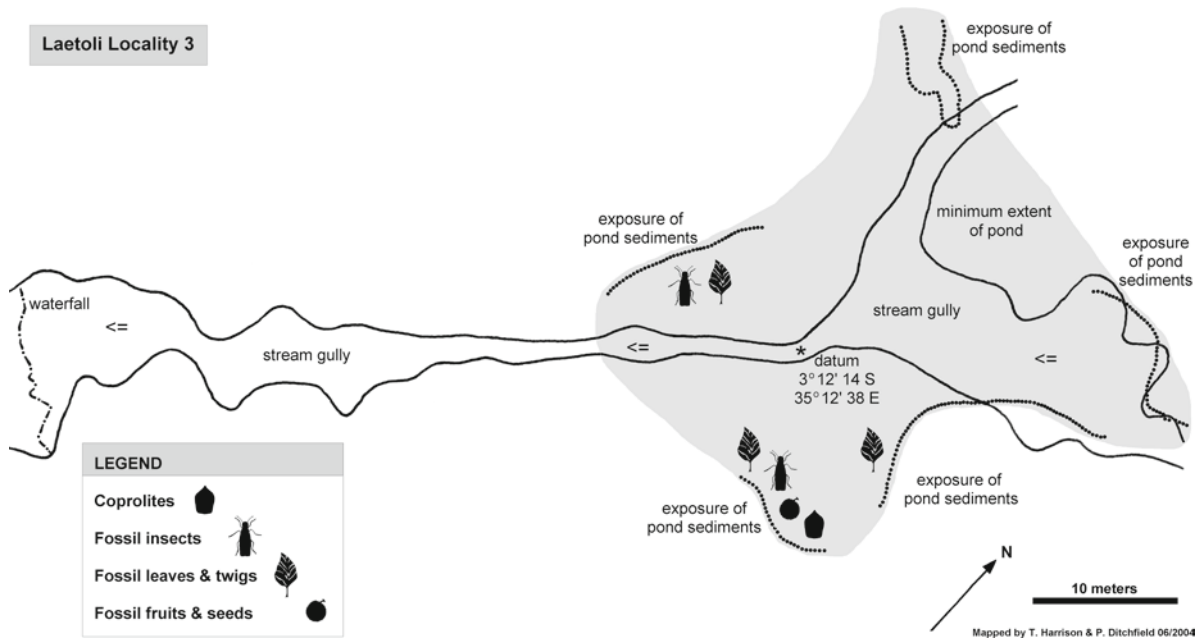 Laetoli Locality 3
exposure of
pond sediments
minimum extent
of pond
exposure of
pond sediments
exposure
of pond
sediments
waterfall
<=
stream gully
<=
stream gully
<=
*
datum
3° 12' 14 S
35° 12' 38 E
exposure of
pond sediments
exposure of
pond sediments
LEGEND
Coprolites
Fossil insects
Fossil leaves & twigs
Fossil fruits & seeds
N
10 meters
Mapped by T. Harrison & P. Ditchfield 06/2004